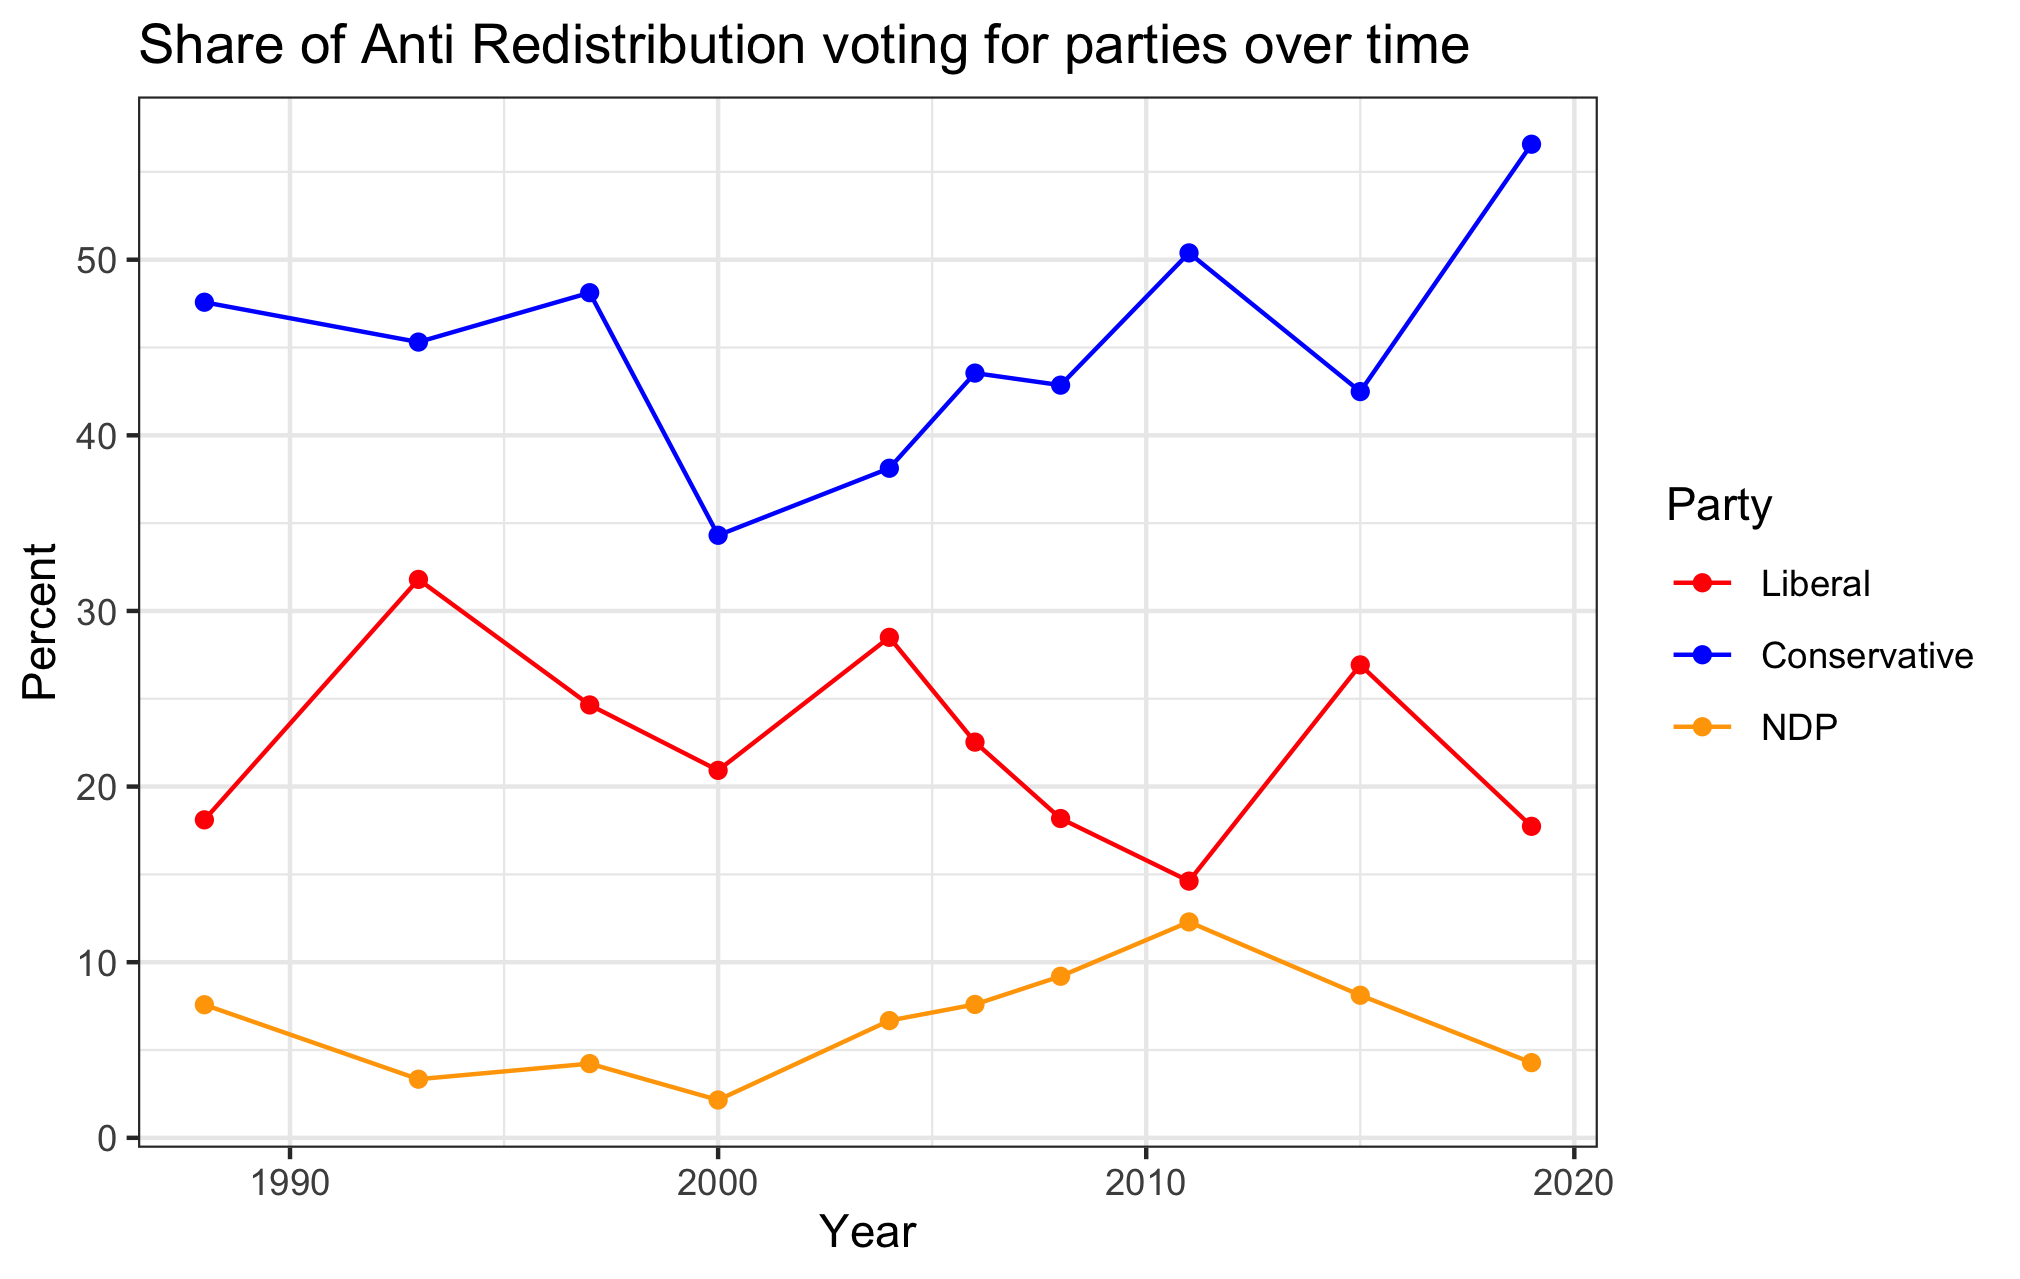 Share of Anti Redistribution voting for parties over time
Percent
50
40
30
20
10
0
1990
2000
2010
2020
Year
Party
Liberal
Conservative
NDP